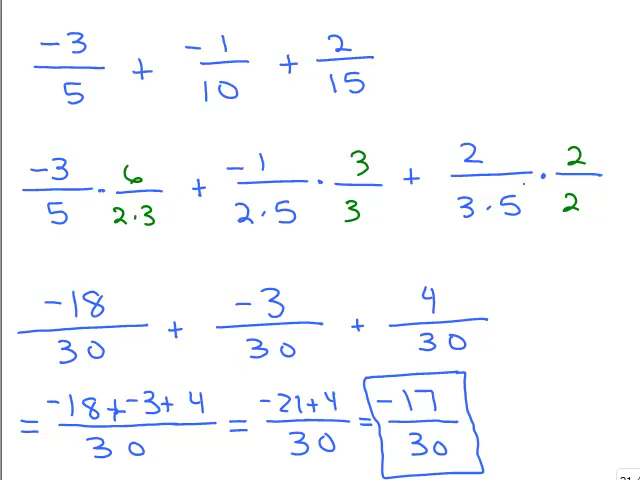 -3/5 + -1/10 + 2/15
-3/5 · 6/2·3 + -1/2·5 · 3/3 + 2/3·5 · 2/2
-18/30 + -3/30 + 4/30
= -18+-3+4/30 = -21+4/30 = -17/30